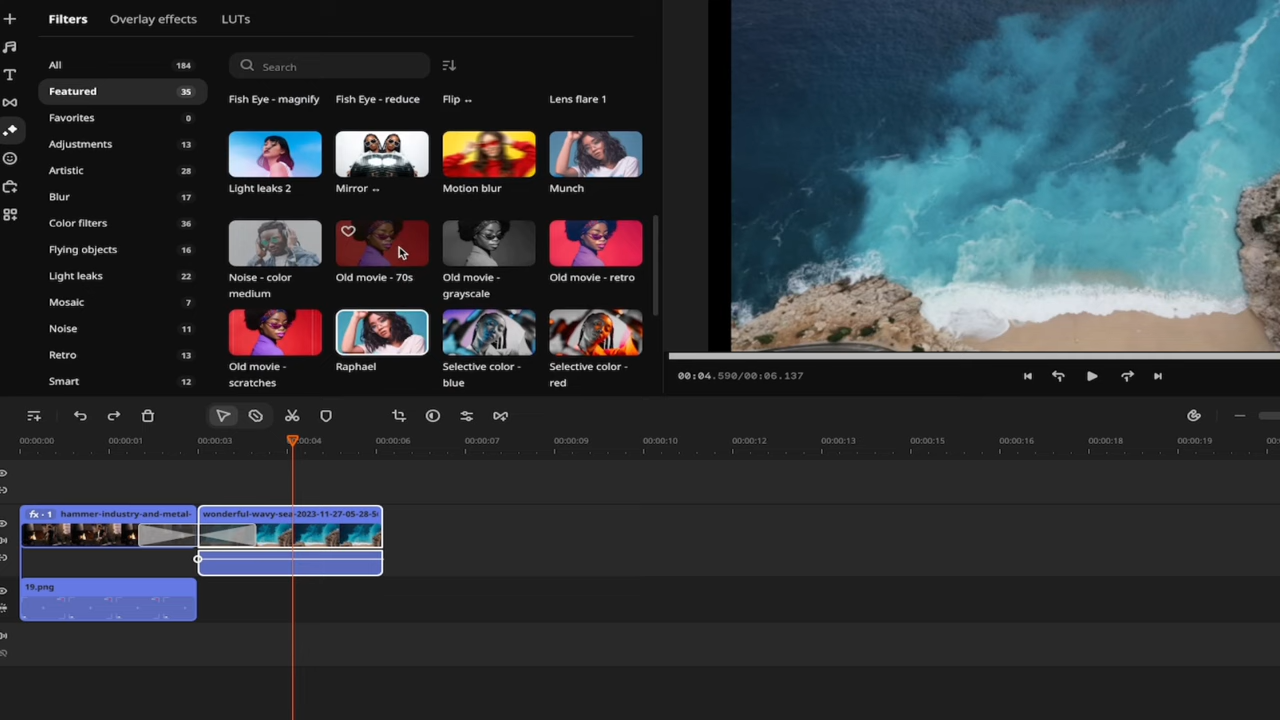 Filters Overlay effects LUTs
All 184
Featured 35
Favorites 0
Adjustments 13
Artistic 28
Blur 17
Color filters 36
Flying objects 16
Light leaks 22
Mosaic 7
Noise 11
Retro 13
Smart 12
Search
Fish Eye - magnify Fish Eye - reduce Flip ↔ Lens flare 1
Light leaks 2 Mirror ↔ Motion blur Munch
Noise - color medium
Old movie - 70s
Old movie - grayscale
Old movie - retro
Old movie - scratches
Raphael
Selective color - blue
Selective color - red
00:04.590/00:06.137
00:00:00 00:00:01 00:00:03 00:00:04 00:00:06 00:00:07 00:00:09 00:00:10 00:00:12 00:00:13 00:00:15 00:00:16 00:00:18 00:00:19
fx · 1 hammer-industry-and-metal- wonderful-wavy-sea-2023-11-27-05-28-5
19.png